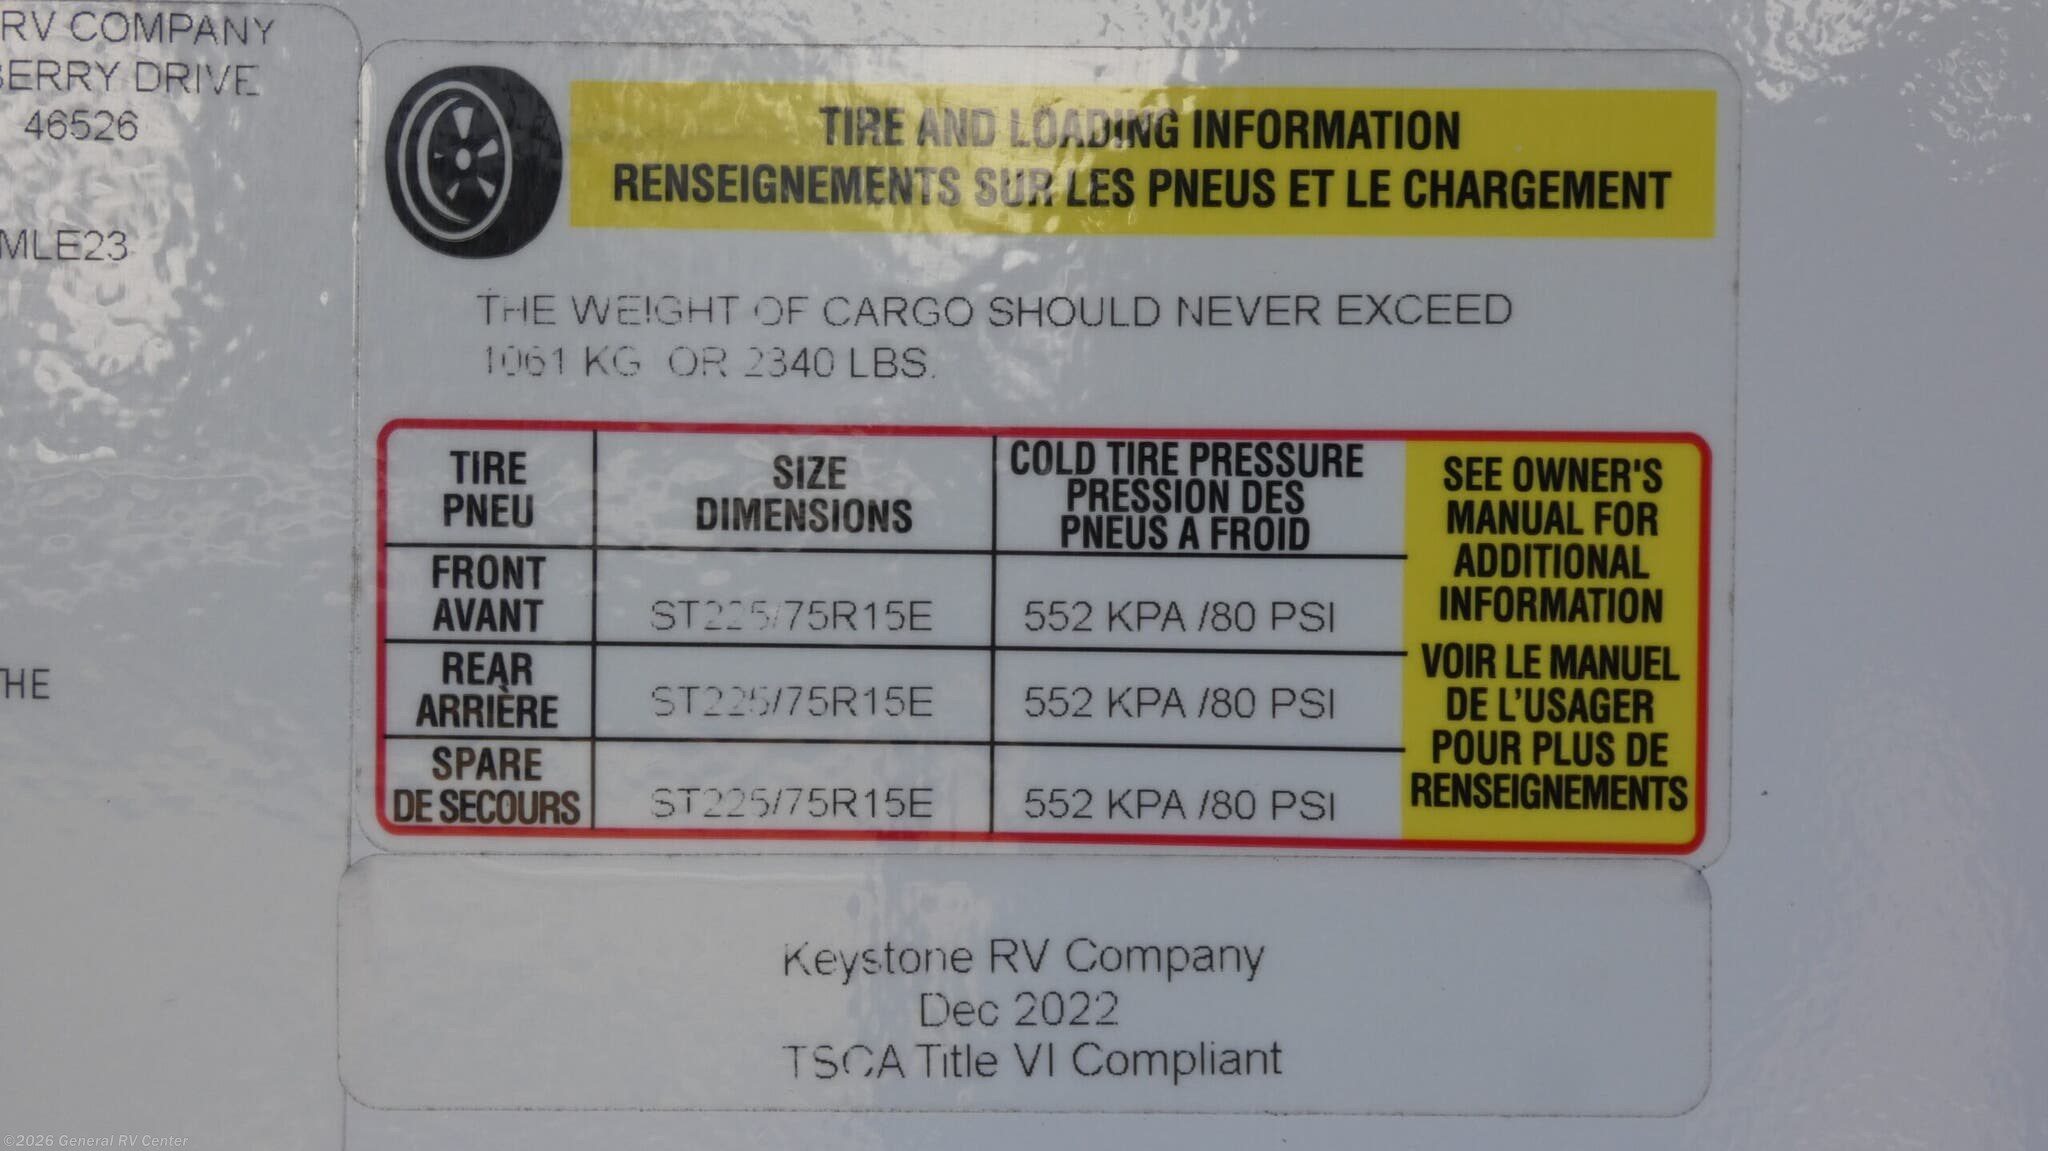 RV COMPANY
BERRY DRIVE
46526
MLE23
THE
TIRE AND LOADING INFORMATION
RENSEIGNEMENTS SUR LES PNEUS ET LE CHARGEMENT
THE WEIGHT OF CARGO SHOULD NEVER EXCEED
1061 KG OR 2340 LBS.
TIRE
PNEU
SIZE
DIMENSIONS
COLD TIRE PRESSURE
PRESSION DES
PNEUS A FROID
FRONT
AVANT
ST225/75R15E
552 KPA /80 PSI
REAR
ARRIÈRE
ST225/75R15E
552 KPA /80 PSI
SPARE
DE SECOURS
ST225/75R15E
552 KPA /80 PSI
SEE OWNER'S
MANUAL FOR
ADDITIONAL
INFORMATION
VOIR LE MANUEL
DE L'USAGER
POUR PLUS DE
RENSEIGNEMENTS
Keystone RV Company
Dec 2022
TSCA Title VI Compliant
©2026 General RV Center